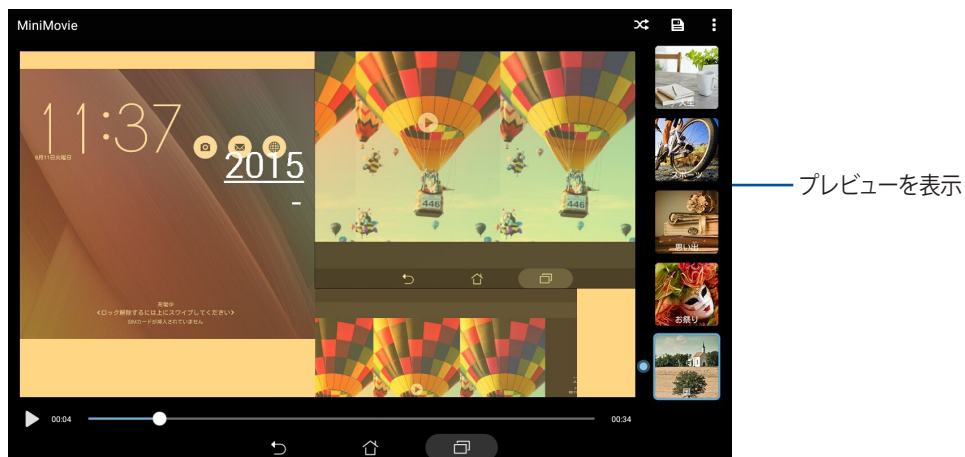 MiniMovie
11:37
8月11日火曜日
2015
446
446
充電中
<ロック解除するには上にスワイプしてください>
SIMカードが挿入されていません
スポーツ
思い出
お祭り
プレビューを表示
00:04
00:34